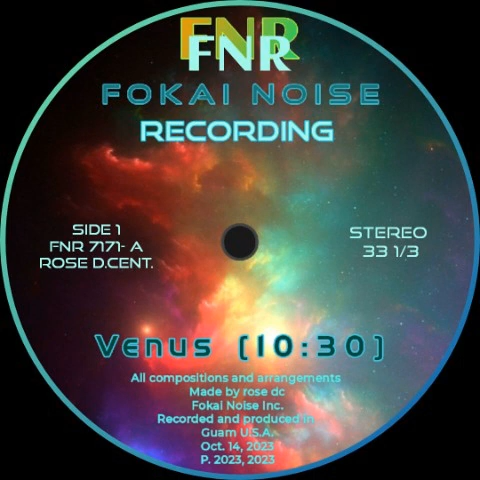 FNR
FNR
FOKAI NOISE
RECORDING
SIDE 1
FNR 7171- A
ROSE D.CENT.
STEREO
33 1/3
Venus (10:30)
All compositions and arrangements
Made by rose dc
Fokai Noise Inc.
Recorded and produced in
Guam U.S.A.
Oct. 14, 2023
P. 2023, 2023